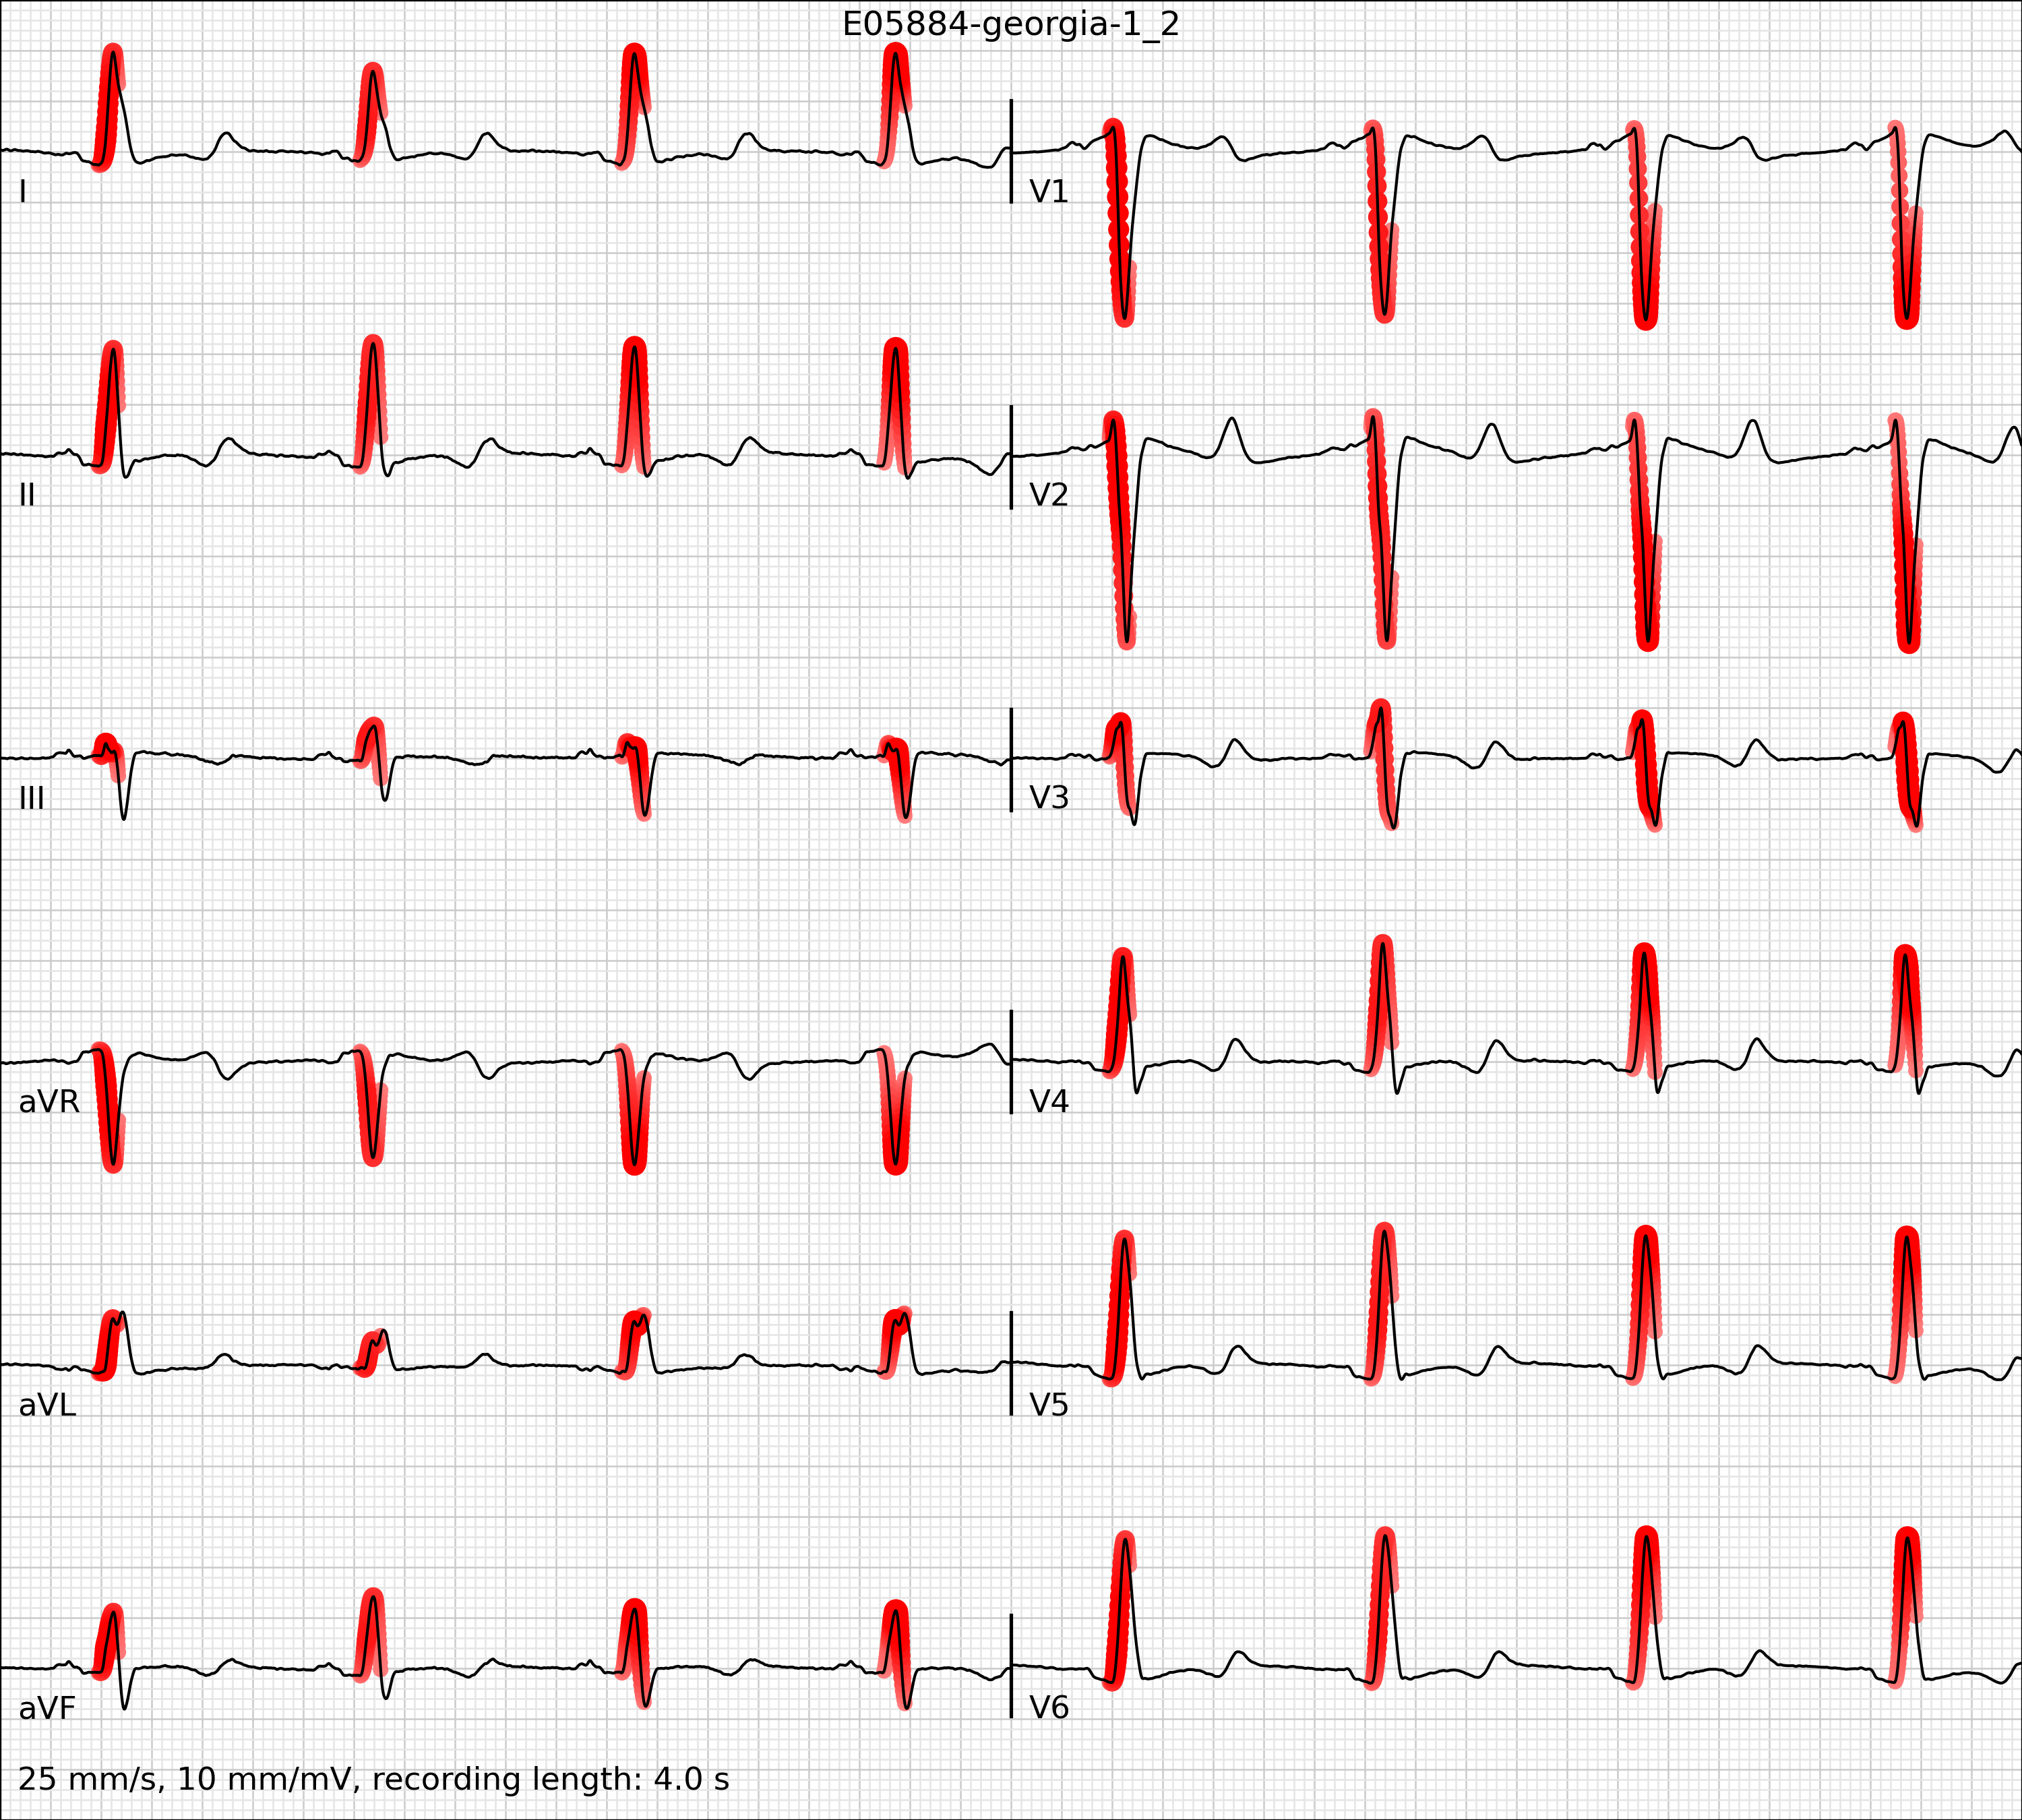 E05884-georgia-1_2
I
V1
II
V2
III
V3
aVR
V4
aVL
V5
aVF
V6
25 mm/s, 10 mm/mV, recording length: 4.0 s